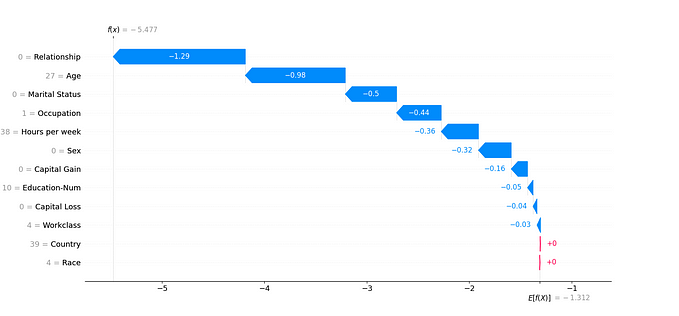 f(x) = −5.477
0 = Relationship −1.29
27 = Age −0.98
0 = Marital Status −0.5
1 = Occupation −0.44
38 = Hours per week −0.36
0 = Sex −0.32
0 = Capital Gain −0.16
10 = Education-Num −0.05
0 = Capital Loss −0.04
4 = Workclass −0.03
39 = Country +0
4 = Race +0
−5 −4 −3 −2 −1
E[f(X)] = −1.312